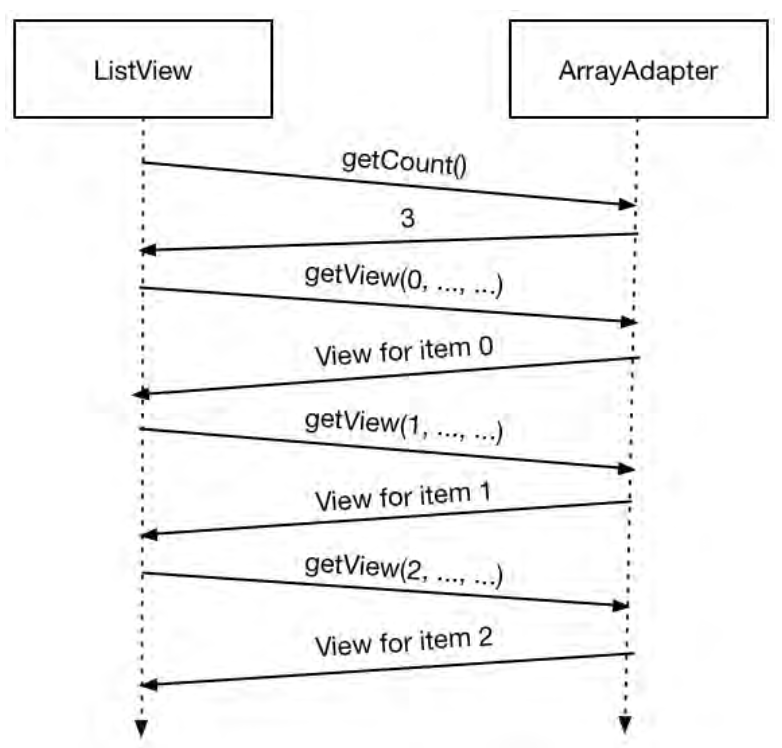 ListView
ArrayAdapter
getCount()
3
getView(0, ..., ...)
View for item 0
getView(1, ..., ...)
View for item 1
getView(2, ..., ...)
View for item 2